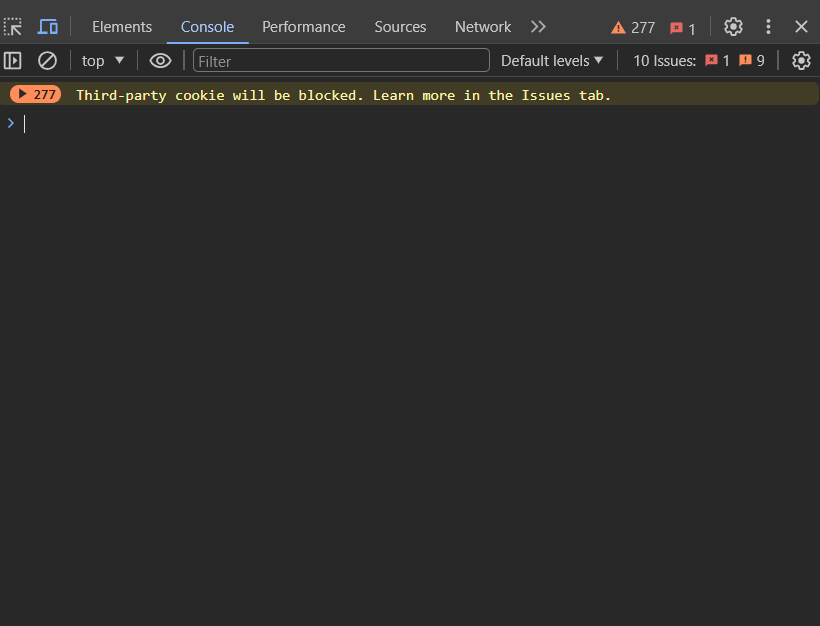 Elements Console Performance Sources Network 277 1
top Filter Default levels 10 Issues: 1 9
277 Third-party cookie will be blocked. Learn more in the Issues tab.